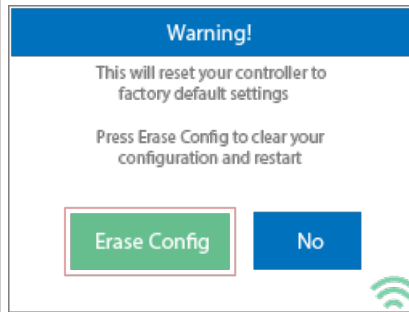 Warning!
This will reset your controller to
factory default settings
Press Erase Config to clear your
configuration and restart
Erase Config
No